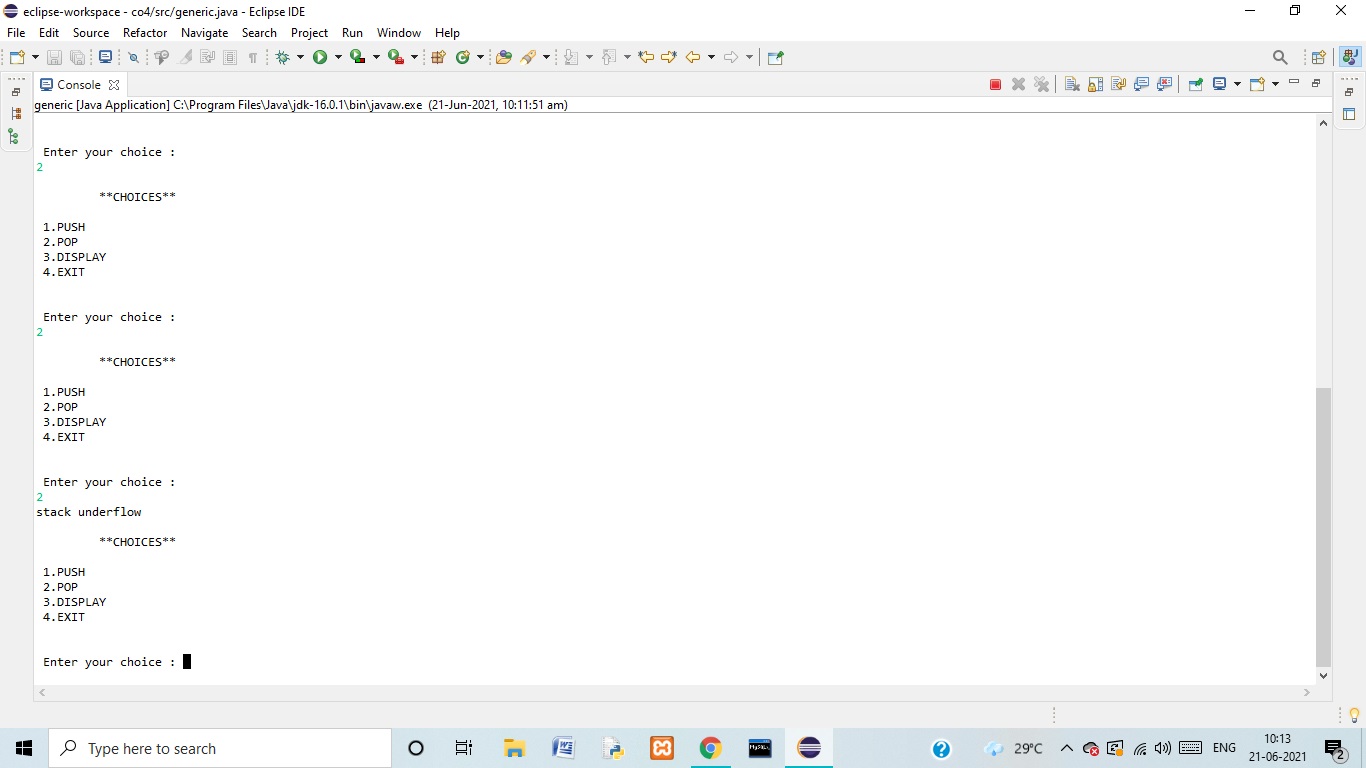 eclipse-workspace - co4/src/generic.java - Eclipse IDE
File Edit Source Refactor Navigate Search Project Run Window Help
Console
generic [Java Application] C:\Program Files\Java\jdk-16.0.1\bin\javaw.exe (21-Jun-2021, 10:11:51 am)
Enter your choice :
2
**CHOICES**
1.PUSH
2.POP
3.DISPLAY
4.EXIT
Enter your choice :
2
**CHOICES**
1.PUSH
2.POP
3.DISPLAY
4.EXIT
Enter your choice :
2
stack underflow
**CHOICES**
1.PUSH
2.POP
3.DISPLAY
4.EXIT
Enter your choice :
Type here to search
29°C
ENG
10:13
21-06-2021
2